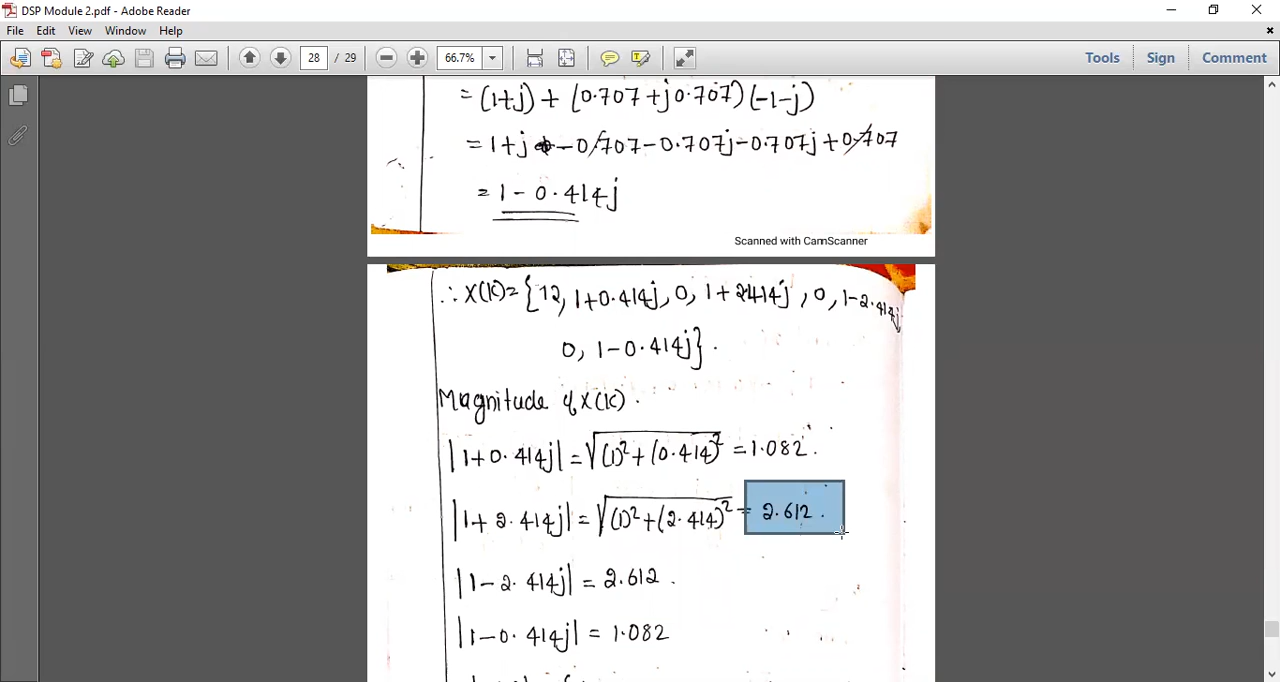 DSP Module 2.pdf - Adobe Reader
File Edit View Window Help
28 / 29 66.7% Tools Sign Comment
= (1+j) + (0.707+j0.707) (-1-j)
= 1+j - 0.707 - 0.707j - 0.707j + 0.707
= 1 - 0.414j
Scanned with CamScanner
∴ X(K) = {12, 1+0.414j, 0, 1+2.414j, 0, 1-2.414j
0, 1-0.414j}.
Magnitude of X(K).
|1+0.414j| = √(1)²+(0.414)² = 1.082.
|1+2.414j| = √(1)²+(2.414)² = 2.612.
|1-2.414j| = 2.612.
|1-0.414j| = 1.082